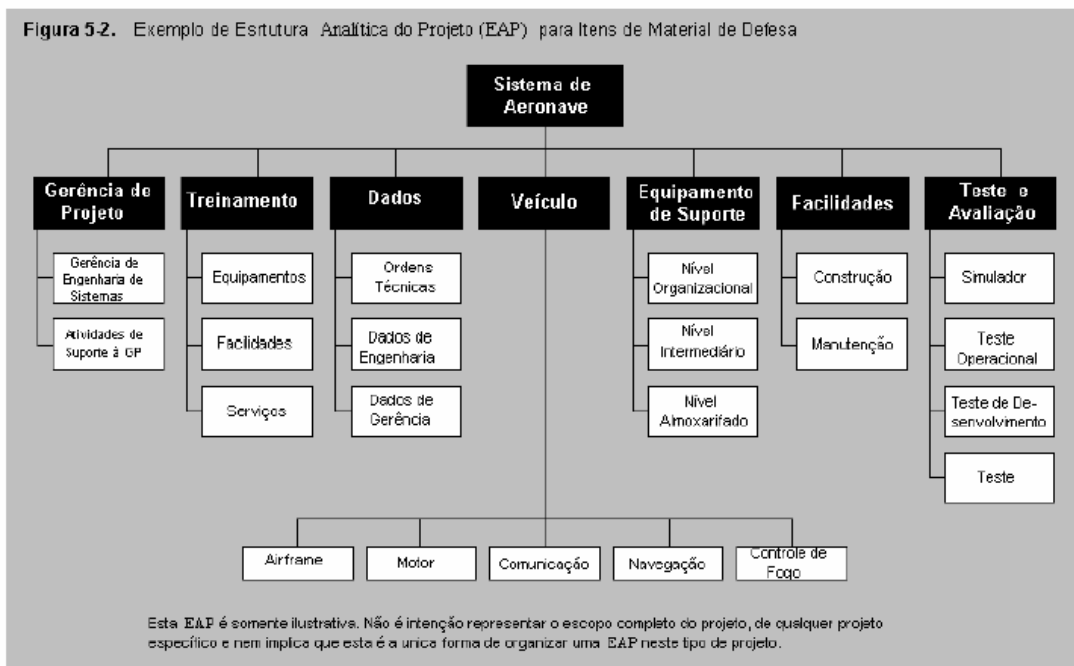 Figura 5-2. Exemplo de Esrtutura Analítica do Projeto (EAP) para Itens de Material de Defesa
Sistema de
Aeronave
Gerência de
Projeto
Treinamento
Dados
Veículo
Equipamento
de Suporte
Facilidades
Teste e
Avaliação
Gerência de
Engenharia de
Sistemas
Atividades de
Suporte à GP
Equipamentos
Facilidades
Serviços
Ordens
Técnicas
Dados de
Engenharia
Dados de
Gerência
Nível
Organizacional
Nível
Intermediário
Nível
Almoxarifado
Construção
Manutenção
Simulador
Teste
Operacional
Teste de De-
senvolvimento
Teste
Airframe
Motor
Comunicação
Navegação
Controle de
Fogo
Esta EAP é somente ilustrativa. Não é intenção representar o escopo completo do projeto, de qualquer projeto
específico e nem implica que esta é a unica forma de organizar uma EAP neste tipo de projeto.